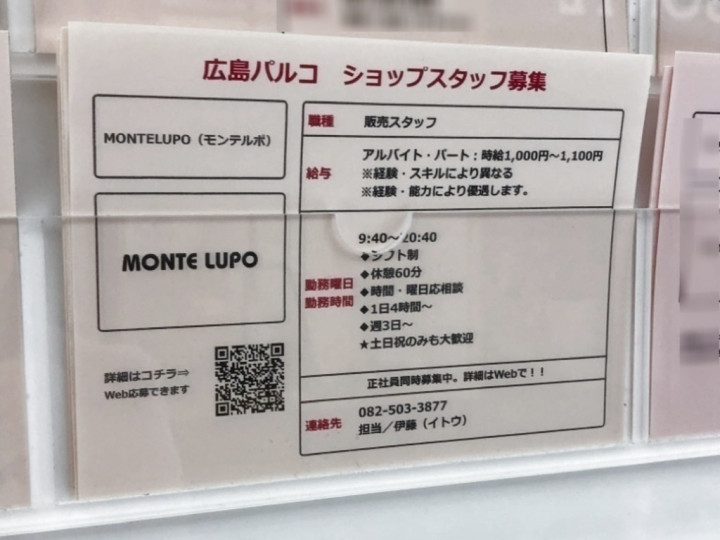 広島パルコ ショップスタッフ募集
MONTELUPO（モンテルポ）
MONTE LUPO
詳細はコチラ⇒
Web応募できます
職種 販売スタッフ
給与
アルバイト・パート：時給1,000円～1,100円
※経験・スキルにより異なる
※経験・能力により優遇します。
勤務曜日
勤務時間
9:40～20:40
◆シフト制
◆休憩60分
◆時間・曜日応相談
◆1日4時間～
◆週3日～
★土日祝のみも大歓迎
正社員同時募集中。詳細はWebで！！
連絡先
082-503-3877
担当／伊藤（イトウ）